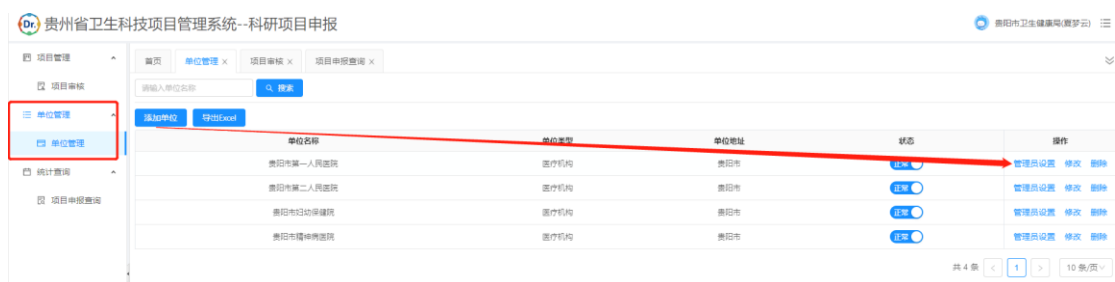 Dr. 贵州省卫生科技项目管理系统--科研项目申报 贵阳市卫生健康局(贾梦云)
项目管理 首页 单位管理 × 项目审核 × 项目申报查询 ×
项目审核 请输入单位名称 搜索
单位管理 添加单位 导出Excel
单位管理 单位名称 单位类型 单位地址 状态 操作
贵阳市第一人民医院 医疗机构 贵阳市 正常 管理员设置 修改 删除
统计查询
项目申报查询 贵阳市第二人民医院 医疗机构 贵阳市 正常 管理员设置 修改 删除
贵阳市妇幼保健院 医疗机构 贵阳市 正常 管理员设置 修改 删除
贵阳市精神病医院 医疗机构 贵阳市 正常 管理员设置 修改 删除
共 4 条 < 1 > 10 条/页